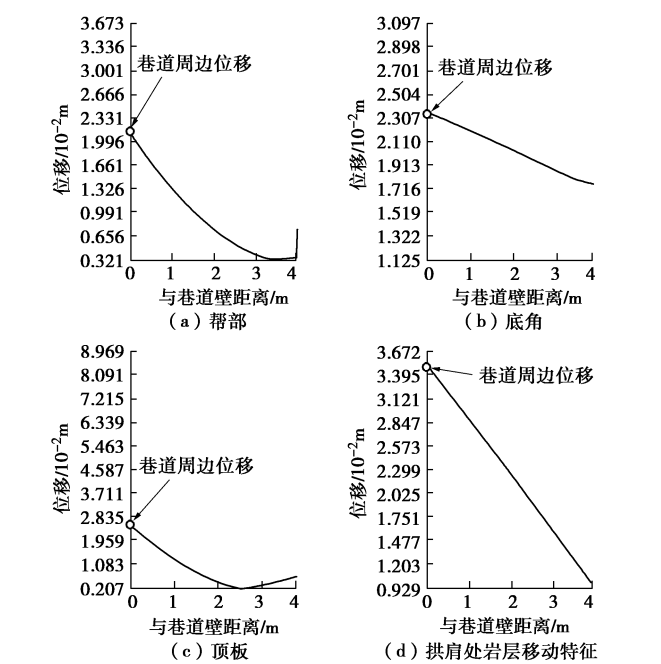 3.673
3.336
3.001
2.666
2.331
1.996
1.661
1.326
0.991
0.656
0.321
位移/10⁻²m
巷道周边位移
0 1 2 3 4
与巷道壁距离/m
（a）帮部
3.097
2.898
2.701
2.504
2.307
2.110
1.913
1.716
1.519
1.322
1.125
位移/10⁻²m
巷道周边位移
0 1 2 3 4
与巷道壁距离/m
（b）底角
8.969
8.091
7.215
6.339
5.463
4.587
3.711
2.835
1.959
1.083
0.207
位移/10⁻²m
巷道周边位移
0 1 2 3 4
与巷道壁距离/m
（c）顶板
3.672
3.395
3.121
2.847
2.573
2.299
2.025
1.751
1.477
1.203
0.929
位移/10⁻²m
巷道周边位移
0 1 2 3 4
与巷道壁距离/m
（d）拱肩处岩层移动特征